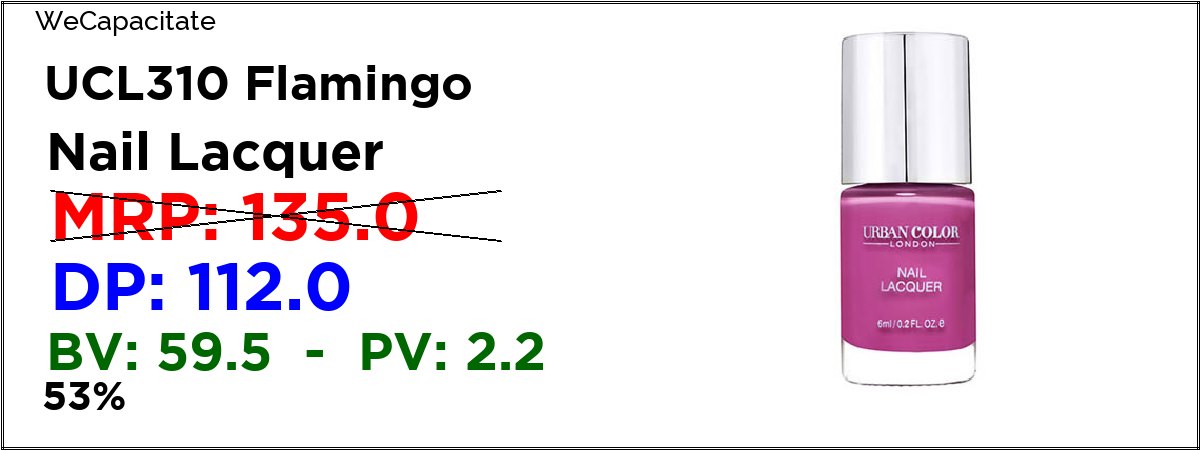 WeCapacitate
UCL310 Flamingo
Nail Lacquer
MRP: 135.0
DP: 112.0
BV: 59.5 - PV: 2.2
53%
URBAN COLOR
LONDON
NAIL
LACQUER
6ml / 0.2 FL. OZ. e